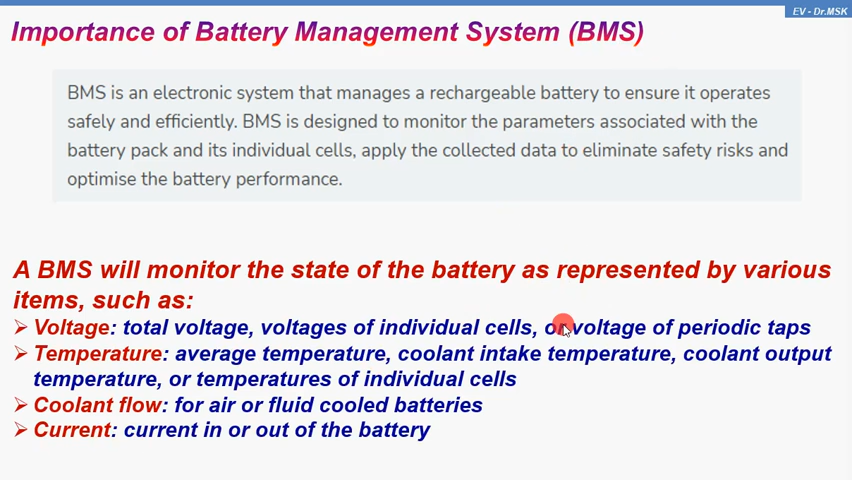 EV - Dr.MSK
Importance of Battery Management System (BMS)
BMS is an electronic system that manages a rechargeable battery to ensure it operates
safely and efficiently. BMS is designed to monitor the parameters associated with the
battery pack and its individual cells, apply the collected data to eliminate safety risks and
optimise the battery performance.
A BMS will monitor the state of the battery as represented by various
items, such as:
➢ Voltage: total voltage, voltages of individual cells, or voltage of periodic taps
➢ Temperature: average temperature, coolant intake temperature, coolant output
temperature, or temperatures of individual cells
➢ Coolant flow: for air or fluid cooled batteries
➢ Current: current in or out of the battery